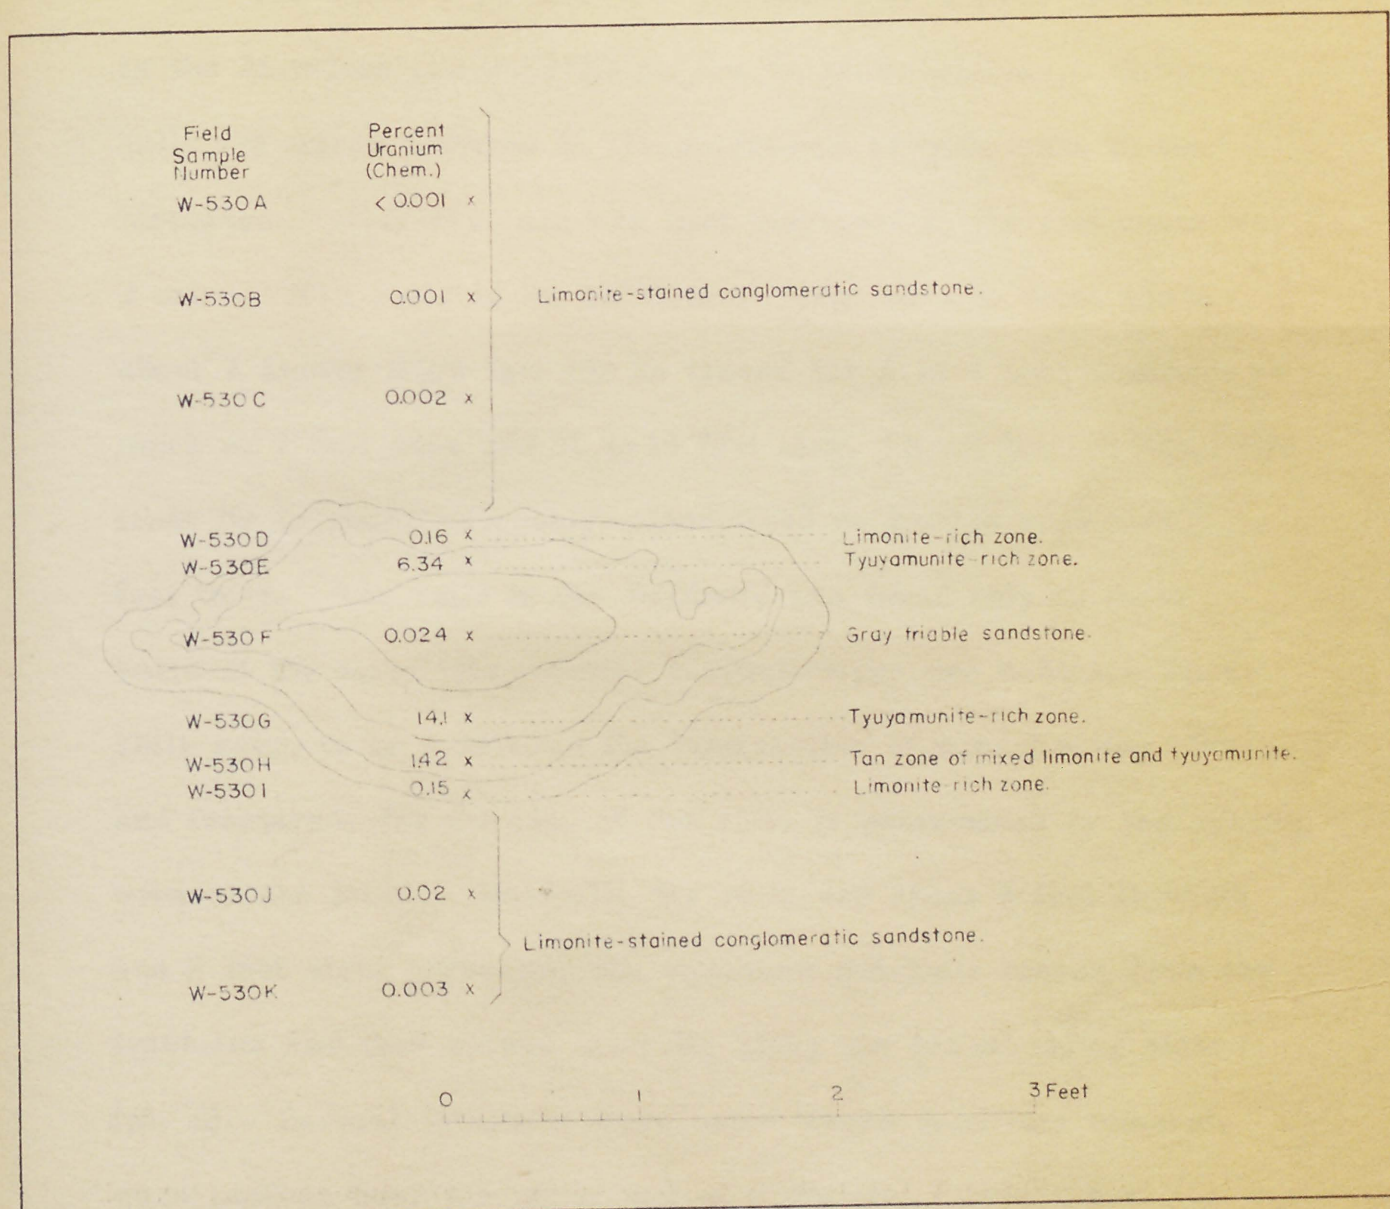 Field Percent
Sample Uranium
Number (Chem.)
W-530A < 0.001 x
W-530B 0.001 x Limonite-stained conglomeratic sandstone.
W-530C 0.002 x
W-530D 0.16 x Limonite-rich zone.
W-530E 6.34 x Tyuyamunite-rich zone.
W-530F 0.024 x Gray friable sandstone.
W-530G 14.1 x Tyuyamunite-rich zone.
W-530H 1.42 x Tan zone of mixed limonite and tyuyamunite.
W-530I 0.15 x Limonite rich zone.
W-530J 0.02 x
Limonite-stained conglomeratic sandstone.
W-530K 0.003 x
0 1 2 3 Feet